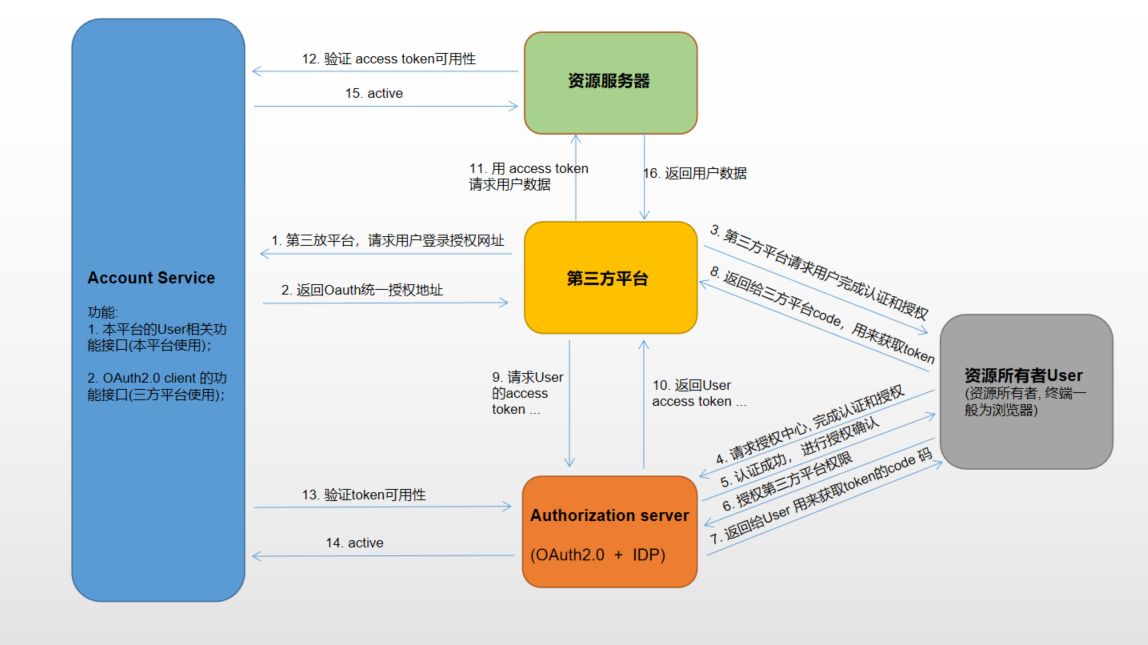 12. 验证 access token可用性
资源服务器
15. active
11. 用 access token
请求用户数据
16. 返回用户数据
1. 第三放平台，请求用户登录授权网址
3. 第三方平台请求用户完成认证和授权
Account Service
功能:
1. 本平台的User相关功
能接口(本平台使用);
2. OAuth2.0 client 的功
能接口(三方平台使用);
2. 返回Oauth统一授权地址
第三方平台
8. 返回给三方平台code，用来获取token
资源所有者User
(资源所有者, 终端一
般为浏览器)
9. 请求User
的access
token ...
10. 返回User
access token ...
4. 请求授权中心, 完成认证和授权
5. 认证成功，进行授权确认
6. 授权第三方平台权限
7. 返回给User 用来获取token的code 码
13. 验证token可用性
Authorization server
(OAuth2.0 + IDP)
14. active